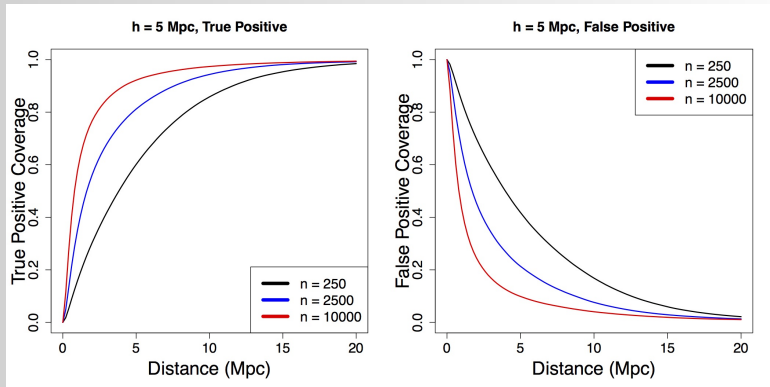 h = 5 Mpc, True Positive
True Positive Coverage
1.0
0.8
0.6
0.4
0.2
0.0
n = 250
n = 2500
n = 10000
0 5 10 15 20
Distance (Mpc)
h = 5 Mpc, False Positive
False Positive Coverage
1.0
0.8
0.6
0.4
0.2
0.0
n = 250
n = 2500
n = 10000
0 5 10 15 20
Distance (Mpc)